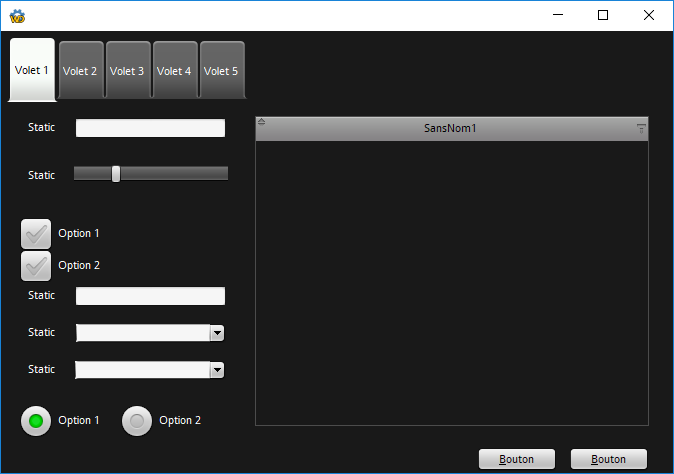 Volet 1 Volet 2 Volet 3 Volet 4 Volet 5
Static
SansNom1
Static
Option 1
Option 2
Static
Static
Static
Option 1 Option 2
Bouton Bouton